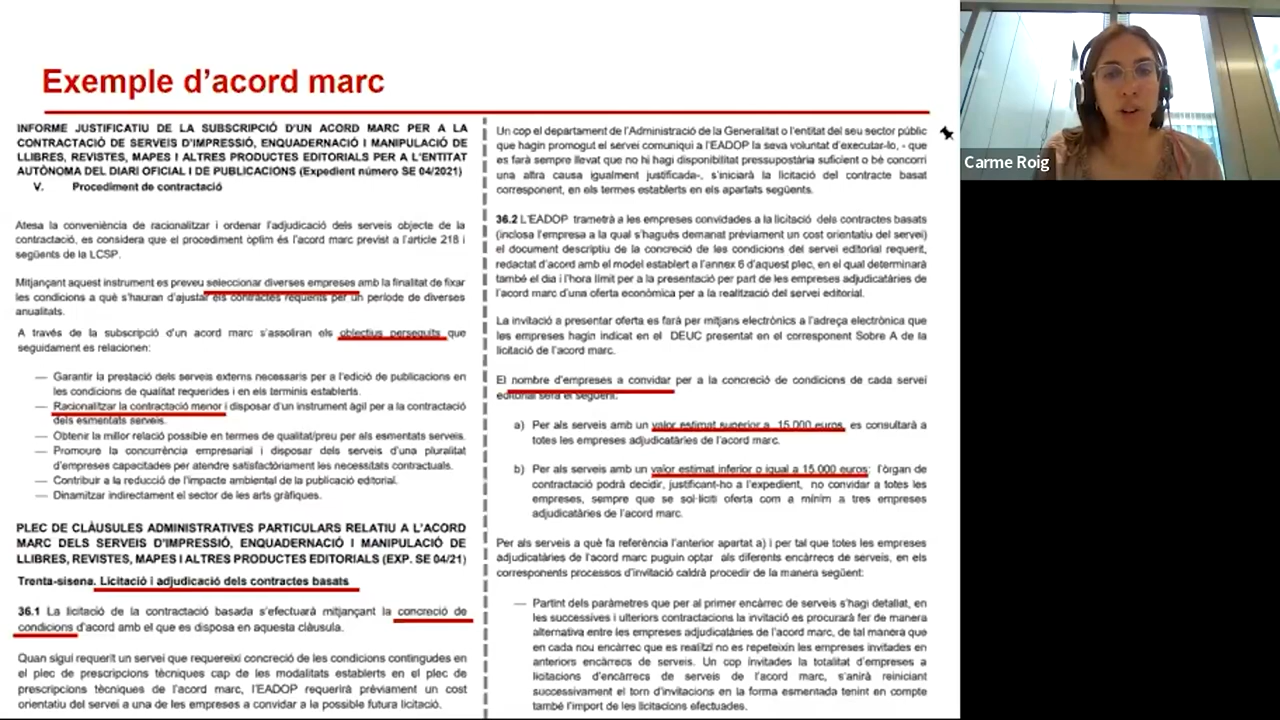 Exemple d'acord marc
INFORME JUSTIFICATIU DE LA SUBSCRIPCIÓ D'UN ACORD MARC PER A LA
CONTRACTACIÓ DE SERVEIS D'IMPRESSIÓ, ENQUADERNACIÓ I MANIPULACIÓ DE
LLIBRES, REVISTES, MAPES I ALTRES PRODUCTES EDITORIALS PER A L'ENTITAT
AUTÒNOMA DEL DIARI OFICIAL I DE PUBLICACIONS (Expedient número SE 04/2021)
V. Procediment de contractació
Atesa la conveniència de racionalitzar i ordenar l'adjudicació dels serveis objecte de la
contractació, es considera que el procediment òptim és l'acord marc previst a l'article 218 i
següents de la LCSP.
Mitjançant aquest instrument es preveu seleccionar diverses empreses amb la finalitat de fixar
les condicions a què s'hauran d'ajustar els contractes requerits per un període de diverses
anualitats.
A través de la subscripció d'un acord marc s'assoliran els objectius perseguits que
seguidament es relacionen:
— Garantir la prestació dels serveis externs necessaris per a l'edició de publicacions en
les condicions de qualitat requerides i en els terminis establerts.
— Racionalitzar la contractació menor i disposar d'un instrument àgil per a la contractació
dels esmentats serveis.
— Obtenir la millor relació possible en termes de qualitat/preu per als esmentats serveis.
— Promoure la concurrència empresarial i disposar dels serveis d'una pluralitat
d'empreses capacitades per atendre satisfactòriament les necessitats contractuals.
— Contribuir a la reducció de l'impacte ambiental de la publicació editorial.
— Dinamitzar indirectament el sector de les arts gràfiques.
PLEC DE CLÀUSULES ADMINISTRATIVES PARTICULARS RELATIU A L'ACORD
MARC DELS SERVEIS D'IMPRESSIÓ, ENQUADERNACIÓ I MANIPULACIÓ DE
LLIBRES, REVISTES, MAPES I ALTRES PRODUCTES EDITORIALS (EXP. SE 04/21)
Trenta-sisena. Licitació i adjudicació dels contractes basats
36.1 La licitació de la contractació basada s'efectuarà mitjançant la concreció de
condicions d'acord amb el que es disposa en aquesta clàusula.
Quan sigui requerit un servei que requereixi concreció de les condicions contingudes en
el plec de prescripcions tècniques cap de les modalitats establerts en el plec de
prescripcions tècniques de l'acord marc, l'EADOP requerirà prèviament un cost
orientatiu del servei a una de les empreses a convidar a la possible futura licitació.
Un cop el departament de l'Administració de la Generalitat o l'entitat del seu sector públic
que hagin promogut el servei comuniqui a l'EADOP la seva voluntat d'executar-lo, - que
es farà sempre llevat que no hi hagi disponibilitat pressupostària suficient o bé concorri
una altra causa igualment justificada-, s'iniciarà la licitació del contracte basat
corresponent, en els termes establerts en els apartats següents.
36.2 L'EADOP trametrà a les empreses convidades a la licitació dels contractes basats
(inclosa l'empresa a la qual s'hagués demanat prèviament un cost orientatiu del servei)
el document descriptiu de la concreció de les condicions del servei editorial requerit,
redactat d'acord amb el model establert a l'annex 6 d'aquest plec, en el qual determinarà
també el dia i l'hora límit per a la presentació per part de les empreses adjudicatàries de
l'acord marc d'una oferta econòmica per a la realització del servei editorial.
La invitació a presentar oferta es farà per mitjans electrònics a l'adreça electrònica que
les empreses hagin indicat en el DEUC presentat en el corresponent Sobre A de la
licitació de l'acord marc.
El nombre d'empreses a convidar per a la concreció de condicions de cada servei
editorial serà el següent:
a) Per als serveis amb un valor estimat superior a 15.000 euros, es consultarà a
totes les empreses adjudicatàries de l'acord marc.
b) Per als serveis amb un valor estimat inferior o igual a 15.000 euros: l'òrgan de
contractació podrà decidir, justificant-ho a l'expedient, no convidar a totes les
empreses, sempre que se sol·liciti oferta com a mínim a tres empreses
adjudicatàries de l'acord marc.
Per als serveis a què fa referència l'anterior apartat a) i per tal que totes les empreses
adjudicatàries de l'acord marc puguin optar als diferents encàrrecs de serveis, en els
corresponents processos d'invitació caldrà procedir de la manera següent:
— Partint dels paràmetres que per al primer encàrrec de serveis s'hagi detallat, en
les successives i ulteriors contractacions la invitació es procurarà fer de manera
alternativa entre les empreses adjudicatàries de l'acord marc, de tal manera que
en cada nou encàrrec que es realitzi no es repeteixin les empreses invitades en
anteriors encàrrecs de serveis. Un cop invitades la totalitat d'empreses a
licitacions d'encàrrecs de serveis de l'acord marc, s'anirà reiniciant
successivament el torn d'invitacions en la forma esmentada tenint en compte
també l'import de les licitacions efectuades.
Carme Roig